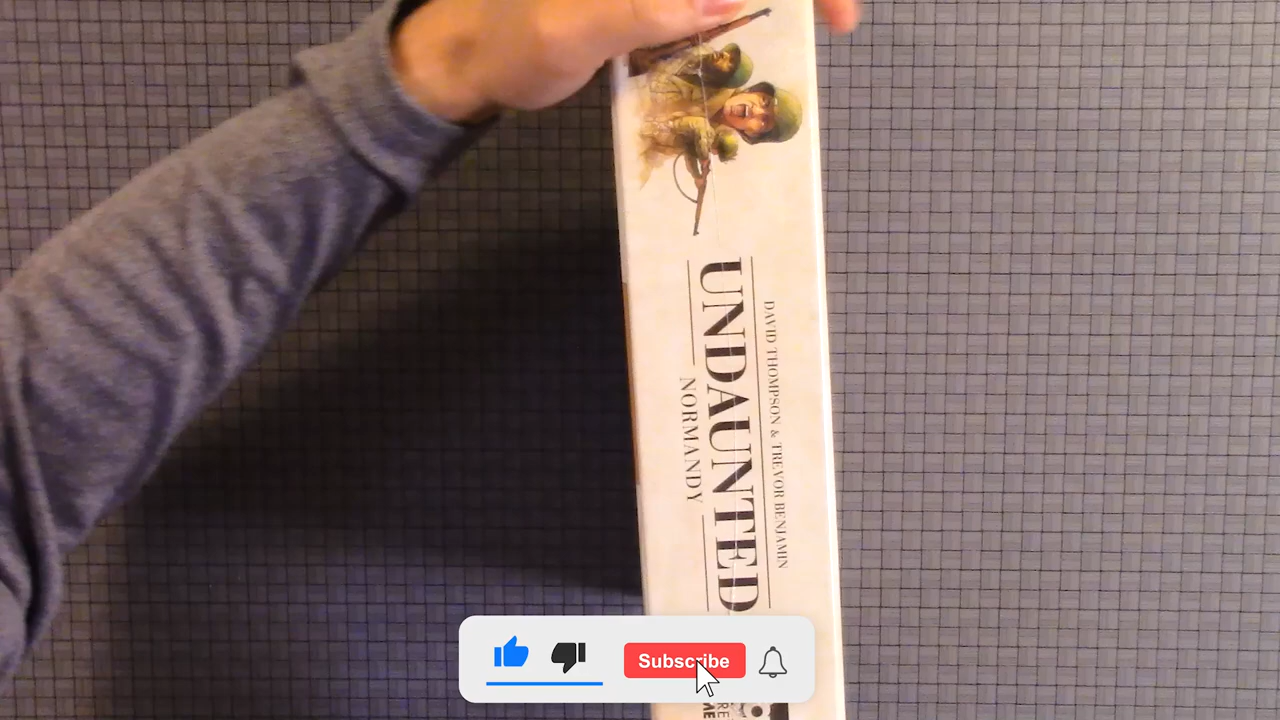 DAVID THOMPSON & TREVOR BENJAMIN
UNDAUNTED
NORMANDY
Subscribe